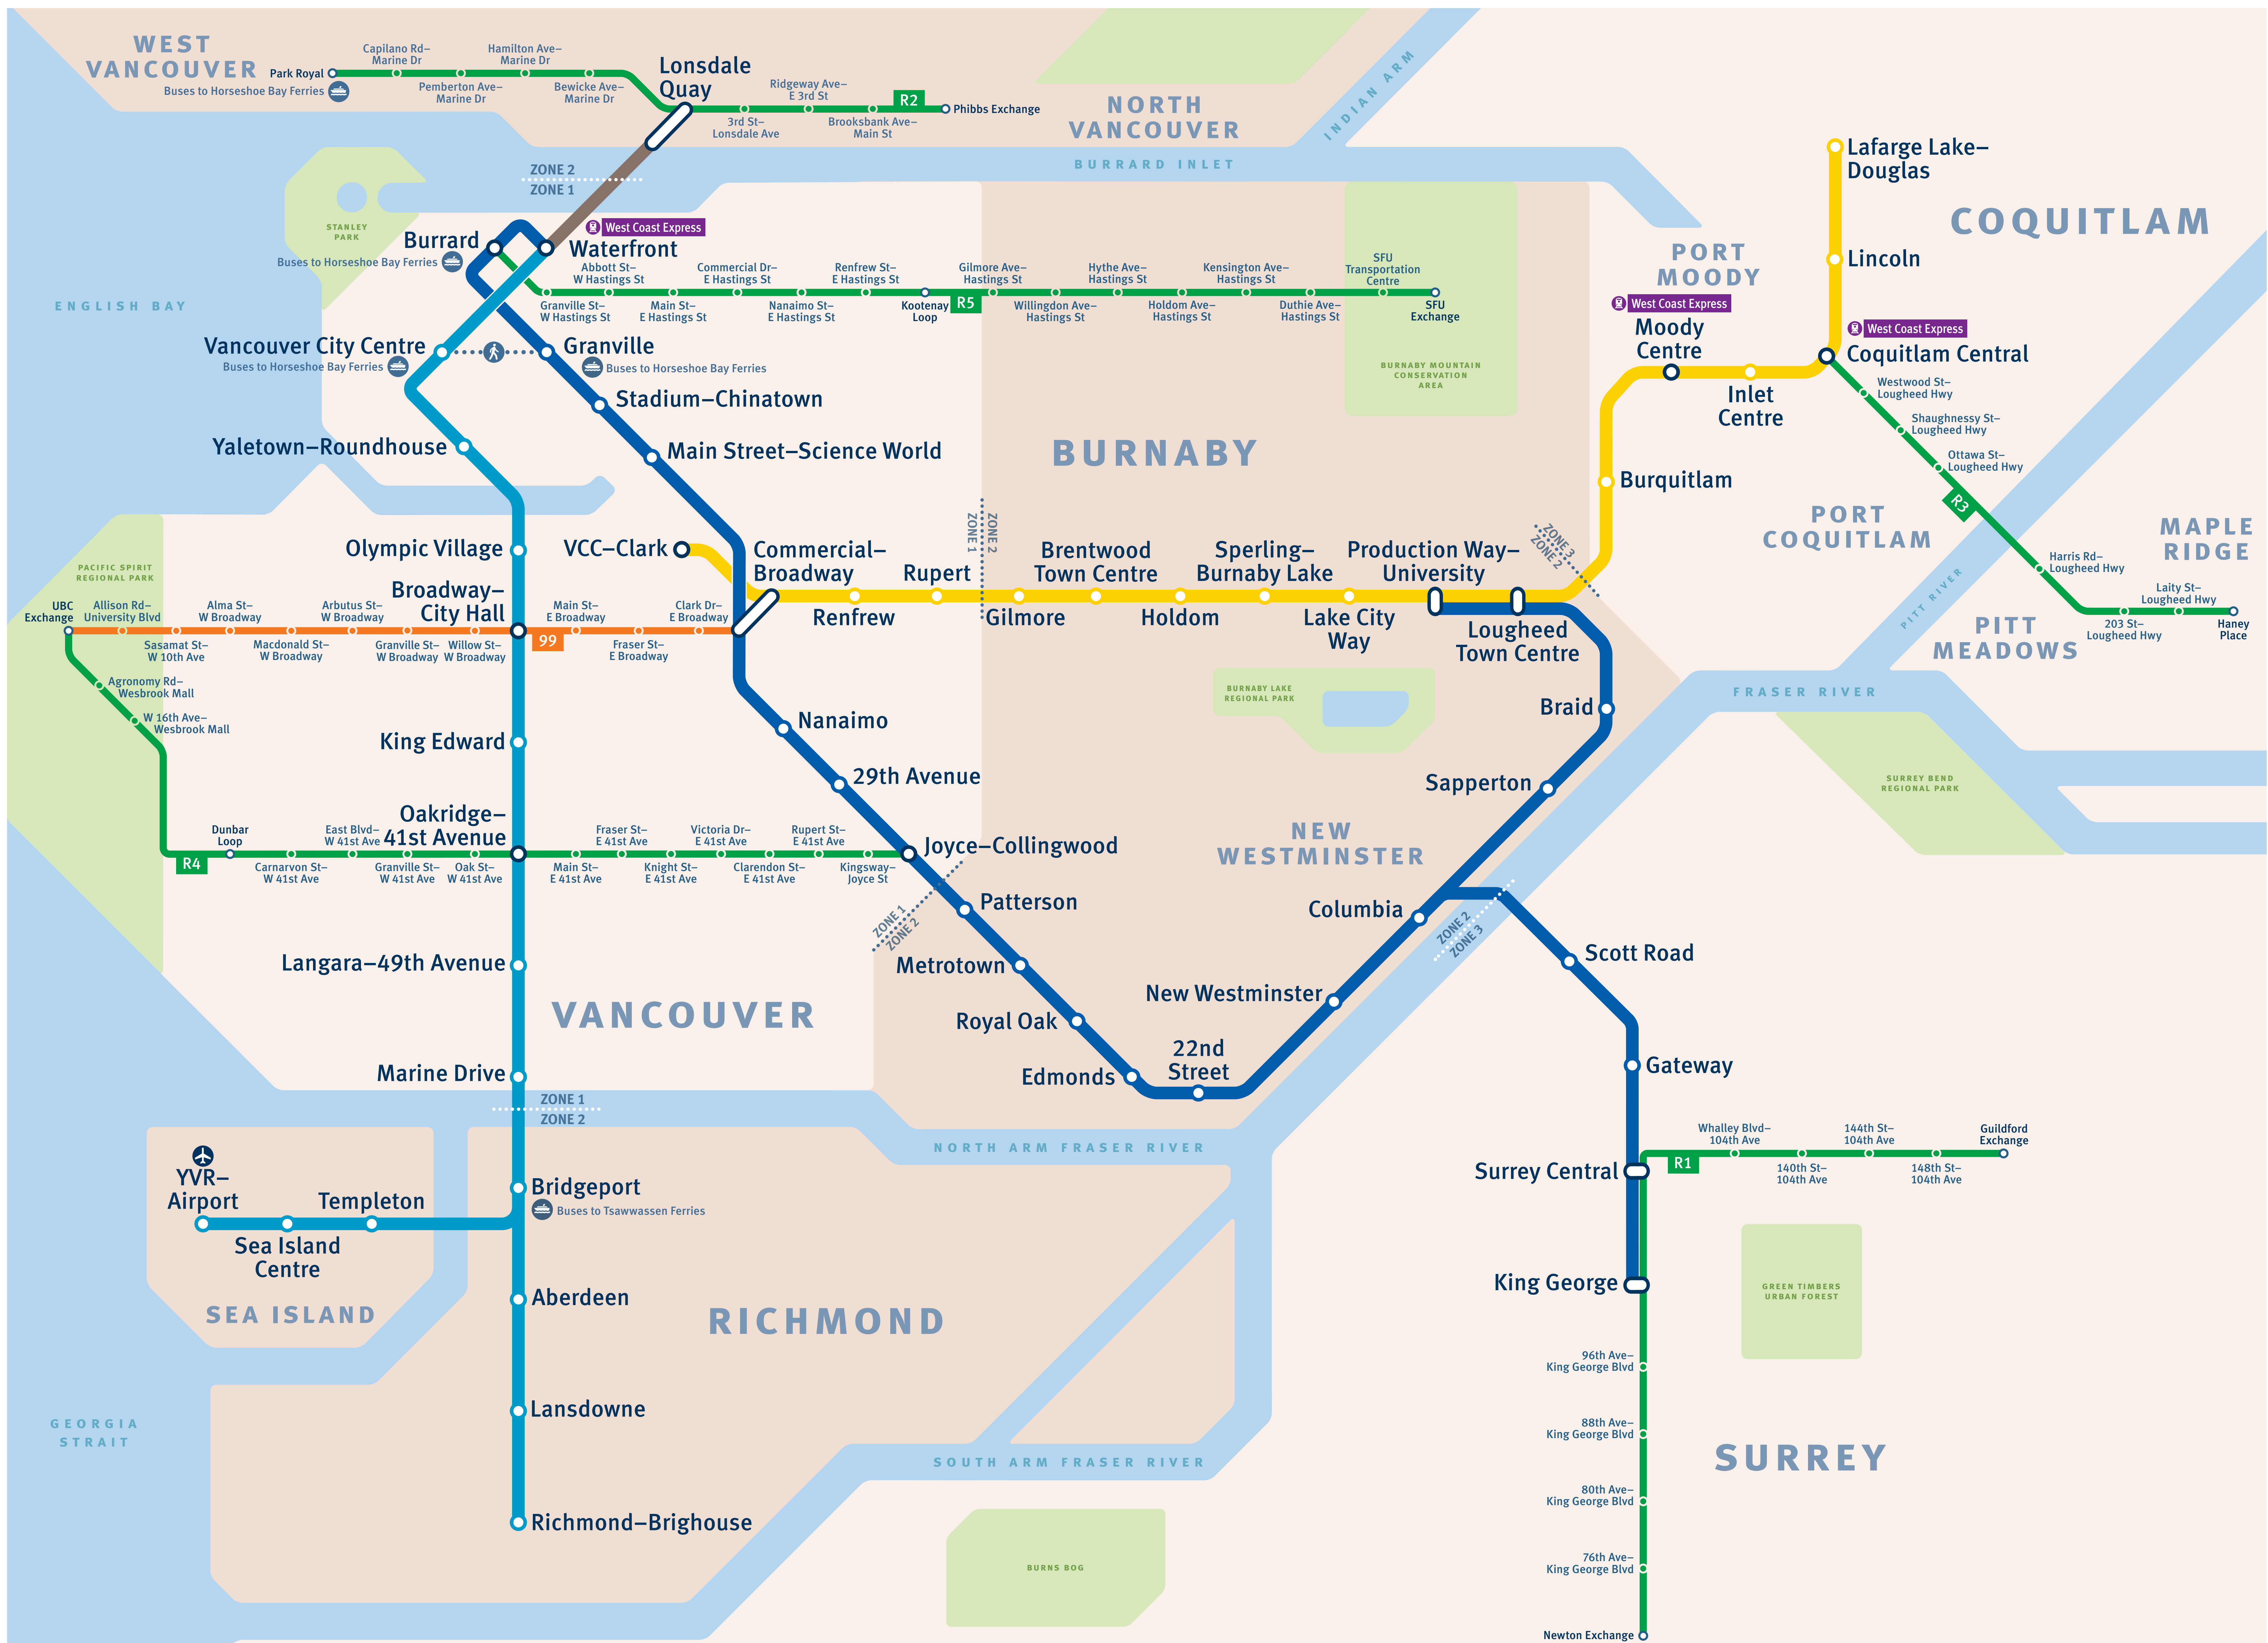 WEST
VANCOUVER
Park Royal
Buses to Horseshoe Bay Ferries
Capilano Rd–
Marine Dr
Pemberton Ave–
Marine Dr
Hamilton Ave–
Marine Dr
Bewicke Ave–
Marine Dr
Lonsdale
Quay
3rd St–
Lonsdale Ave
Ridgeway Ave–
E 3rd St
Brooksbank Ave–
Main St
R2
Phibbs Exchange
NORTH
VANCOUVER
INDIAN ARM
BURRARD INLET
ZONE 2
ZONE 1
STANLEY
PARK
ENGLISH BAY
Burrard
Buses to Horseshoe Bay Ferries
West Coast Express
Waterfront
Granville St–
W Hastings St
Abbott St–
W Hastings St
Main St–
E Hastings St
Commercial Dr–
E Hastings St
Nanaimo St–
E Hastings St
Renfrew St–
E Hastings St
Kootenay
Loop
R5
Gilmore Ave–
Hastings St
Willingdon Ave–
Hastings St
Hythe Ave–
Hastings St
Holdom Ave–
Hastings St
Kensington Ave–
Hastings St
Duthie Ave–
Hastings St
SFU
Transportation
Centre
SFU
Exchange
BURNABY MOUNTAIN
CONSERVATION
AREA
Lafarge Lake–
Douglas
COQUITLAM
Lincoln
PORT
MOODY
West Coast Express
Moody
Centre
West Coast Express
Coquitlam Central
Inlet
Centre
Westwood St–
Lougheed Hwy
Shaughnessy St–
Lougheed Hwy
Ottawa St–
Lougheed Hwy
R3
Harris Rd–
Lougheed Hwy
203 St–
Lougheed Hwy
Laity St–
Lougheed Hwy
Haney
Place
PORT
COQUITLAM
MAPLE
RIDGE
PITT RIVER
PITT
MEADOWS
Vancouver City Centre
Buses to Horseshoe Bay Ferries
Granville
Buses to Horseshoe Bay Ferries
Stadium–Chinatown
Yaletown–Roundhouse
Main Street–Science World
BURNABY
Burquitlam
Olympic Village
VCC–Clark
Commercial–
Broadway
Renfrew
Rupert
ZONE 1
ZONE 2
Gilmore
Brentwood
Town Centre
Holdom
Sperling–
Burnaby Lake
Lake City
Way
Production Way–
University
Lougheed
Town Centre
ZONE 3
ZONE 2
PACIFIC SPIRIT
REGIONAL PARK
UBC
Exchange
Allison Rd–
University Blvd
Sasamat St–
W 10th Ave
Alma St–
W Broadway
Macdonald St–
W Broadway
Arbutus St–
W Broadway
Granville St–
W Broadway
Willow St–
W Broadway
Broadway–
City Hall
99
Main St–
E Broadway
Fraser St–
E Broadway
Clark Dr–
E Broadway
Agronomy Rd–
Wesbrook Mall
W 16th Ave–
Wesbrook Mall
King Edward
Nanaimo
29th Avenue
BURNABY LAKE
REGIONAL PARK
Braid
Sapperton
FRASER RIVER
SURREY BEND
REGIONAL PARK
R4
Dunbar
Loop
Carnarvon St–
W 41st Ave
East Blvd–
W 41st Ave
Granville St–
W 41st Ave
Oak St–
W 41st Ave
Oakridge–
41st Avenue
Main St–
E 41st Ave
Fraser St–
E 41st Ave
Knight St–
E 41st Ave
Victoria Dr–
E 41st Ave
Clarendon St–
E 41st Ave
Rupert St–
E 41st Ave
Kingsway–
Joyce St
Joyce–Collingwood
ZONE 1
ZONE 2
NEW
WESTMINSTER
Patterson
Columbia
ZONE 2
ZONE 3
Scott Road
Langara–49th Avenue
VANCOUVER
Metrotown
New Westminster
Royal Oak
22nd
Street
Edmonds
Marine Drive
ZONE 1
ZONE 2
Gateway
NORTH ARM FRASER RIVER
YVR–
Airport
Sea Island
Centre
Templeton
SEA ISLAND
Bridgeport
Buses to Tsawwassen Ferries
Surrey Central
R1
Whalley Blvd–
104th Ave
140th St–
104th Ave
144th St–
104th Ave
148th St–
104th Ave
Guildford
Exchange
Aberdeen
RICHMOND
King George
GREEN TIMBERS
URBAN FOREST
96th Ave–
King George Blvd
Lansdowne
GEORGIA
STRAIT
88th Ave–
King George Blvd
SURREY
SOUTH ARM FRASER RIVER
80th Ave–
King George Blvd
Richmond–Brighouse
BURNS BOG
76th Ave–
King George Blvd
Newton Exchange